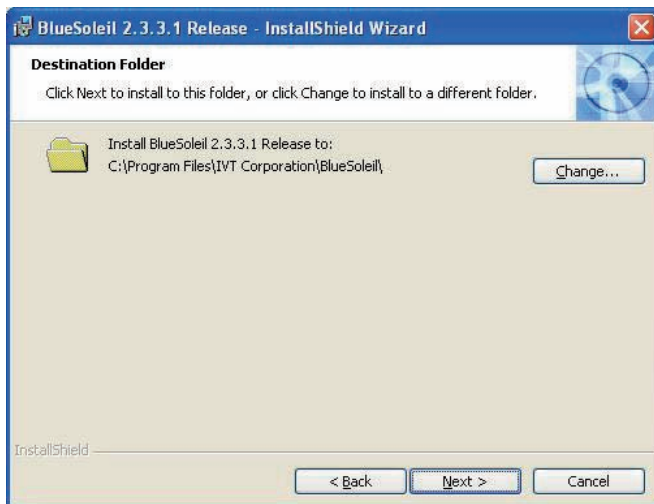 BlueSoleil 2.3.3.1 Release - InstallShield Wizard
Destination Folder
Click Next to install to this folder, or click Change to install to a different folder.
Install BlueSoleil 2.3.3.1 Release to:
C:\Program Files\IVT Corporation\BlueSoleil\
Change...
InstallShield
< Back
Next >
Cancel